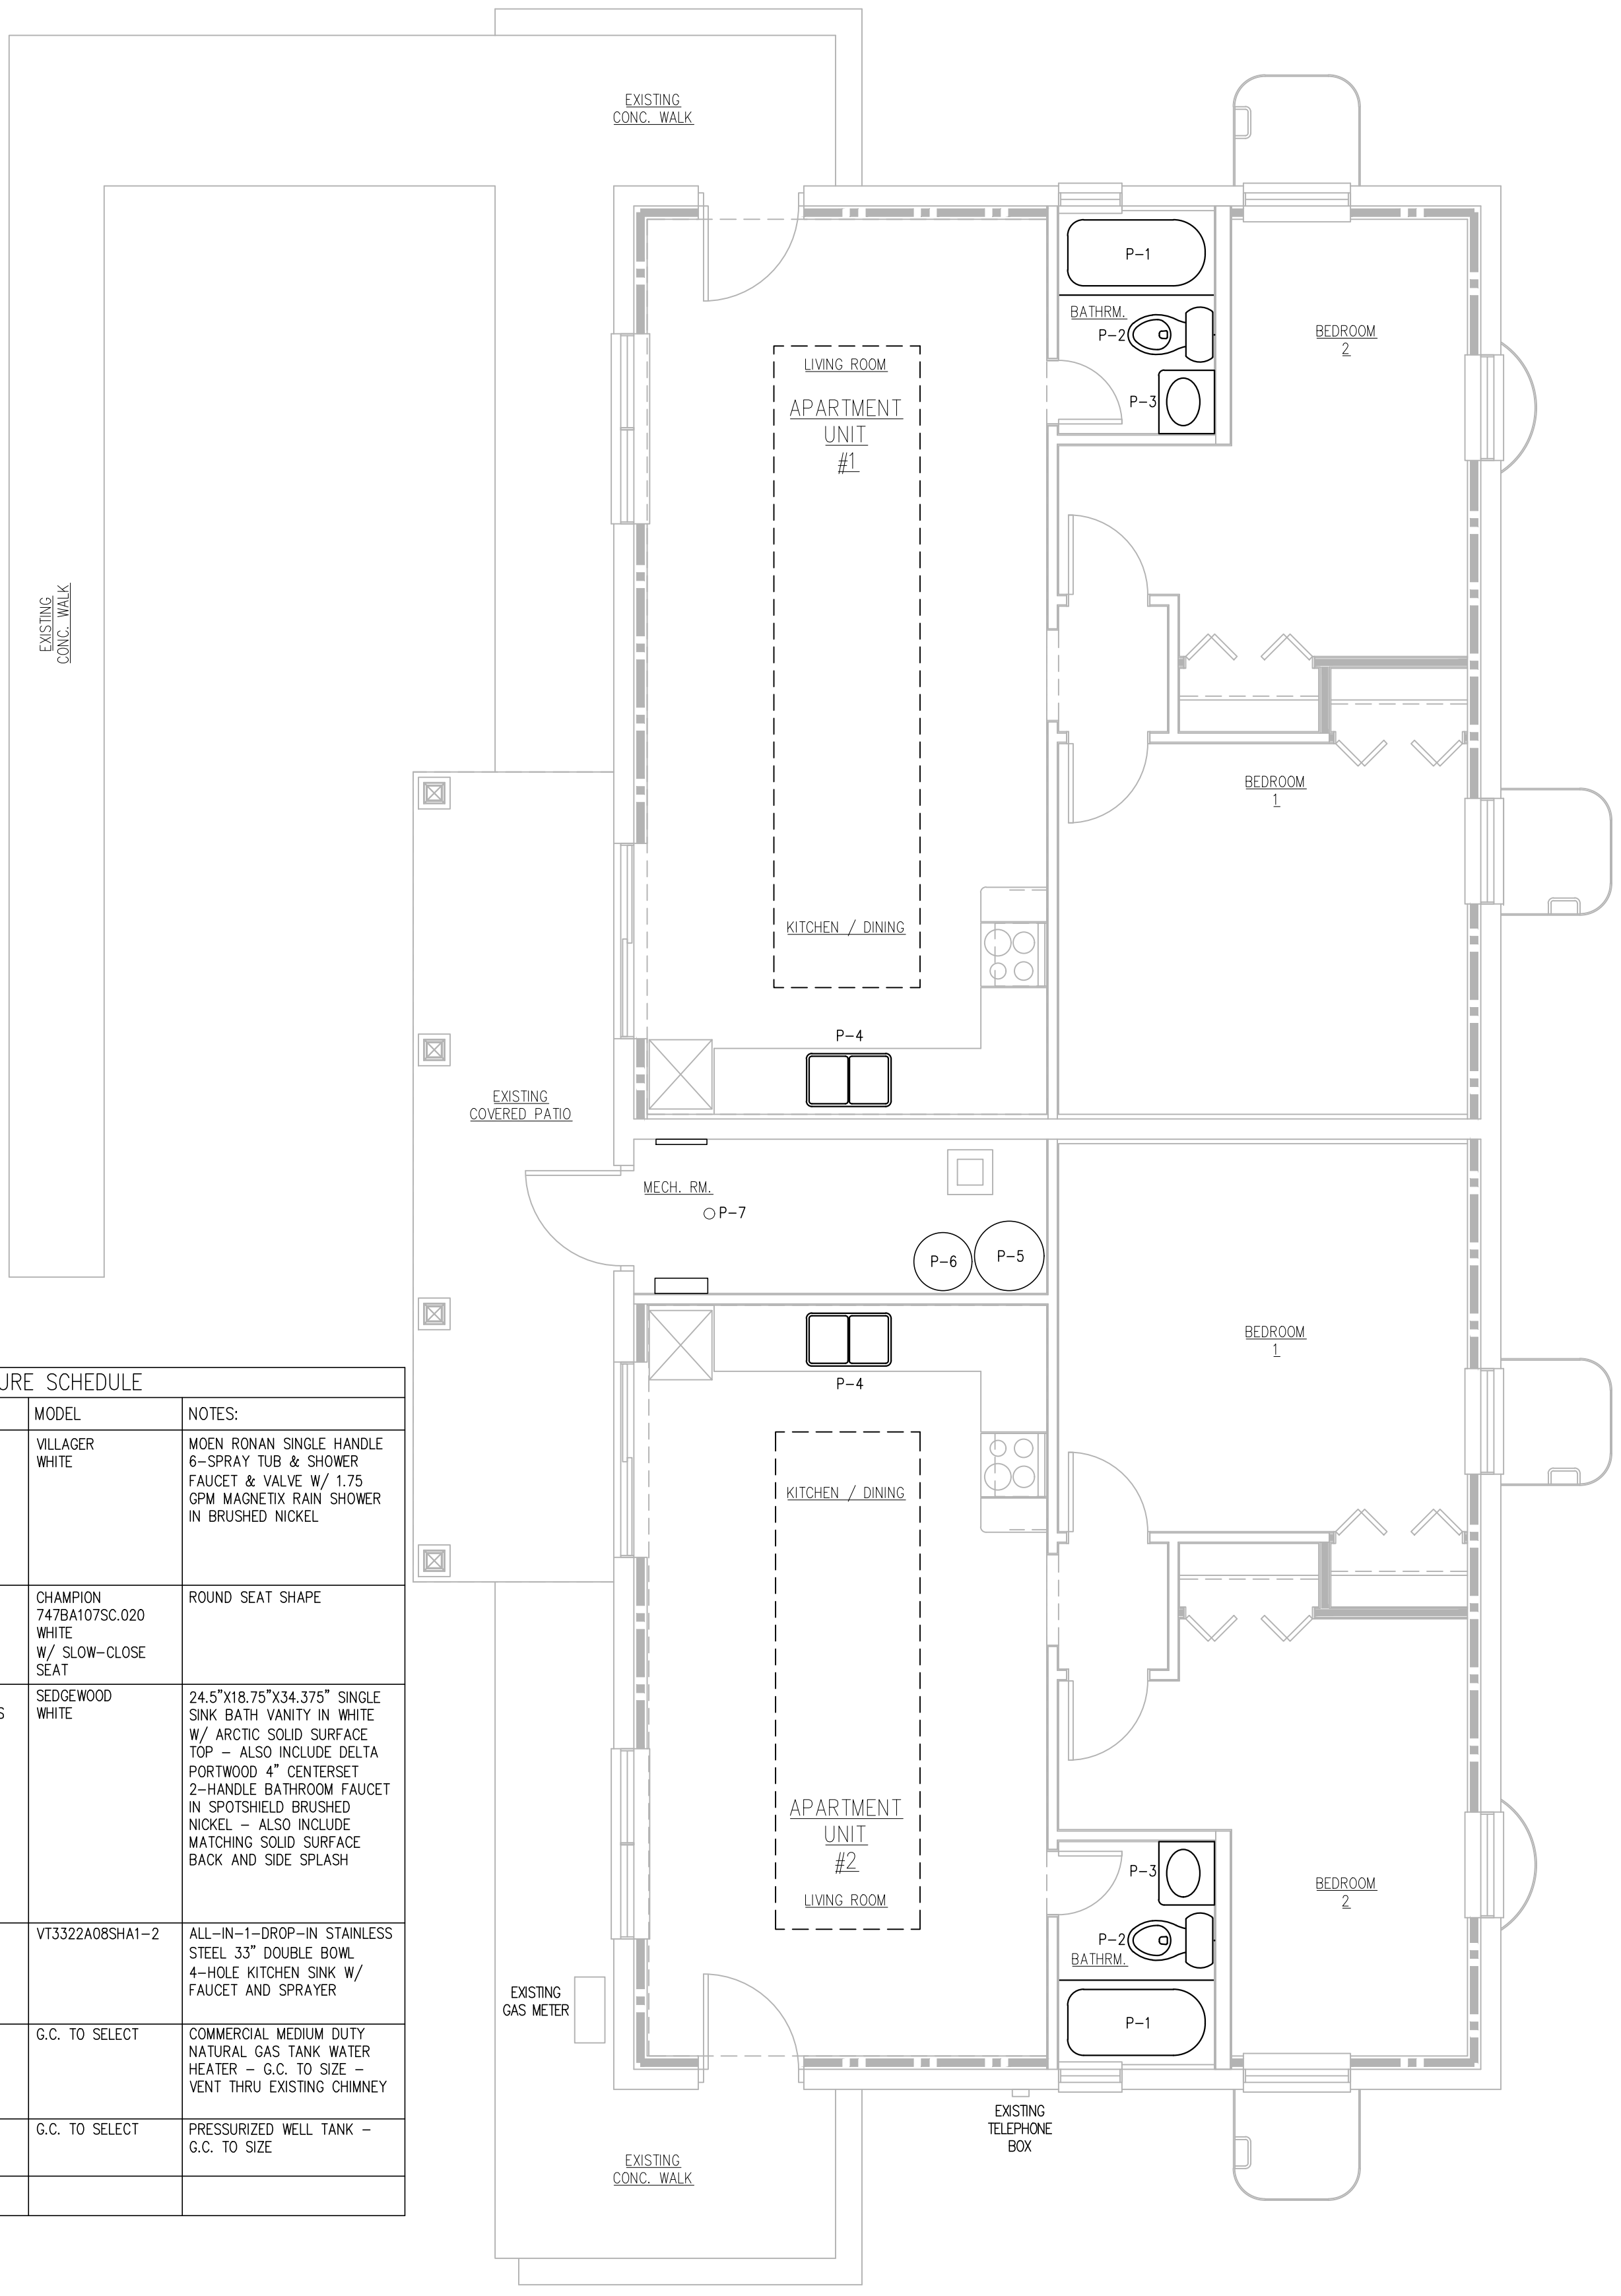 EXISTING
CONC. WALK
P-1
BATHRM.
P-2
P-3
BEDROOM
2
LIVING ROOM
APARTMENT
UNIT
#1
EXISTING
CONC. WALK
BEDROOM
1
KITCHEN / DINING
P-4
EXISTING
COVERED PATIO
MECH. RM.
P-7
P-6
P-5
BEDROOM
1
P-4
KITCHEN / DINING
APARTMENT
UNIT
#2
LIVING ROOM
P-3
P-2
BATHRM.
P-1
BEDROOM
2
EXISTING
GAS METER
EXISTING
TELEPHONE
BOX
EXISTING
CONC. WALK
SCHEDULE
MODEL
NOTES:
VILLAGER
WHITE
MOEN RONAN SINGLE HANDLE
6-SPRAY TUB & SHOWER
FAUCET & VALVE W/ 1.75
GPM MAGNETIX RAIN SHOWER
IN BRUSHED NICKEL
CHAMPION
747BA107SC.020
WHITE
W/ SLOW-CLOSE
SEAT
ROUND SEAT SHAPE
SEDGEWOOD
WHITE
24.5"X18.75"X34.375" SINGLE
SINK BATH VANITY IN WHITE
W/ ARCTIC SOLID SURFACE
TOP - ALSO INCLUDE DELTA
PORTWOOD 4" CENTERSET
2-HANDLE BATHROOM FAUCET
IN SPOTSHIELD BRUSHED
NICKEL - ALSO INCLUDE
MATCHING SOLID SURFACE
BACK AND SIDE SPLASH
VT3322A08SHA1-2
ALL-IN-1-DROP-IN STAINLESS
STEEL 33" DOUBLE BOWL
4-HOLE KITCHEN SINK W/
FAUCET AND SPRAYER
G.C. TO SELECT
COMMERCIAL MEDIUM DUTY
NATURAL GAS TANK WATER
HEATER - G.C. TO SIZE -
VENT THRU EXISTING CHIMNEY
G.C. TO SELECT
PRESSURIZED WELL TANK -
G.C. TO SIZE